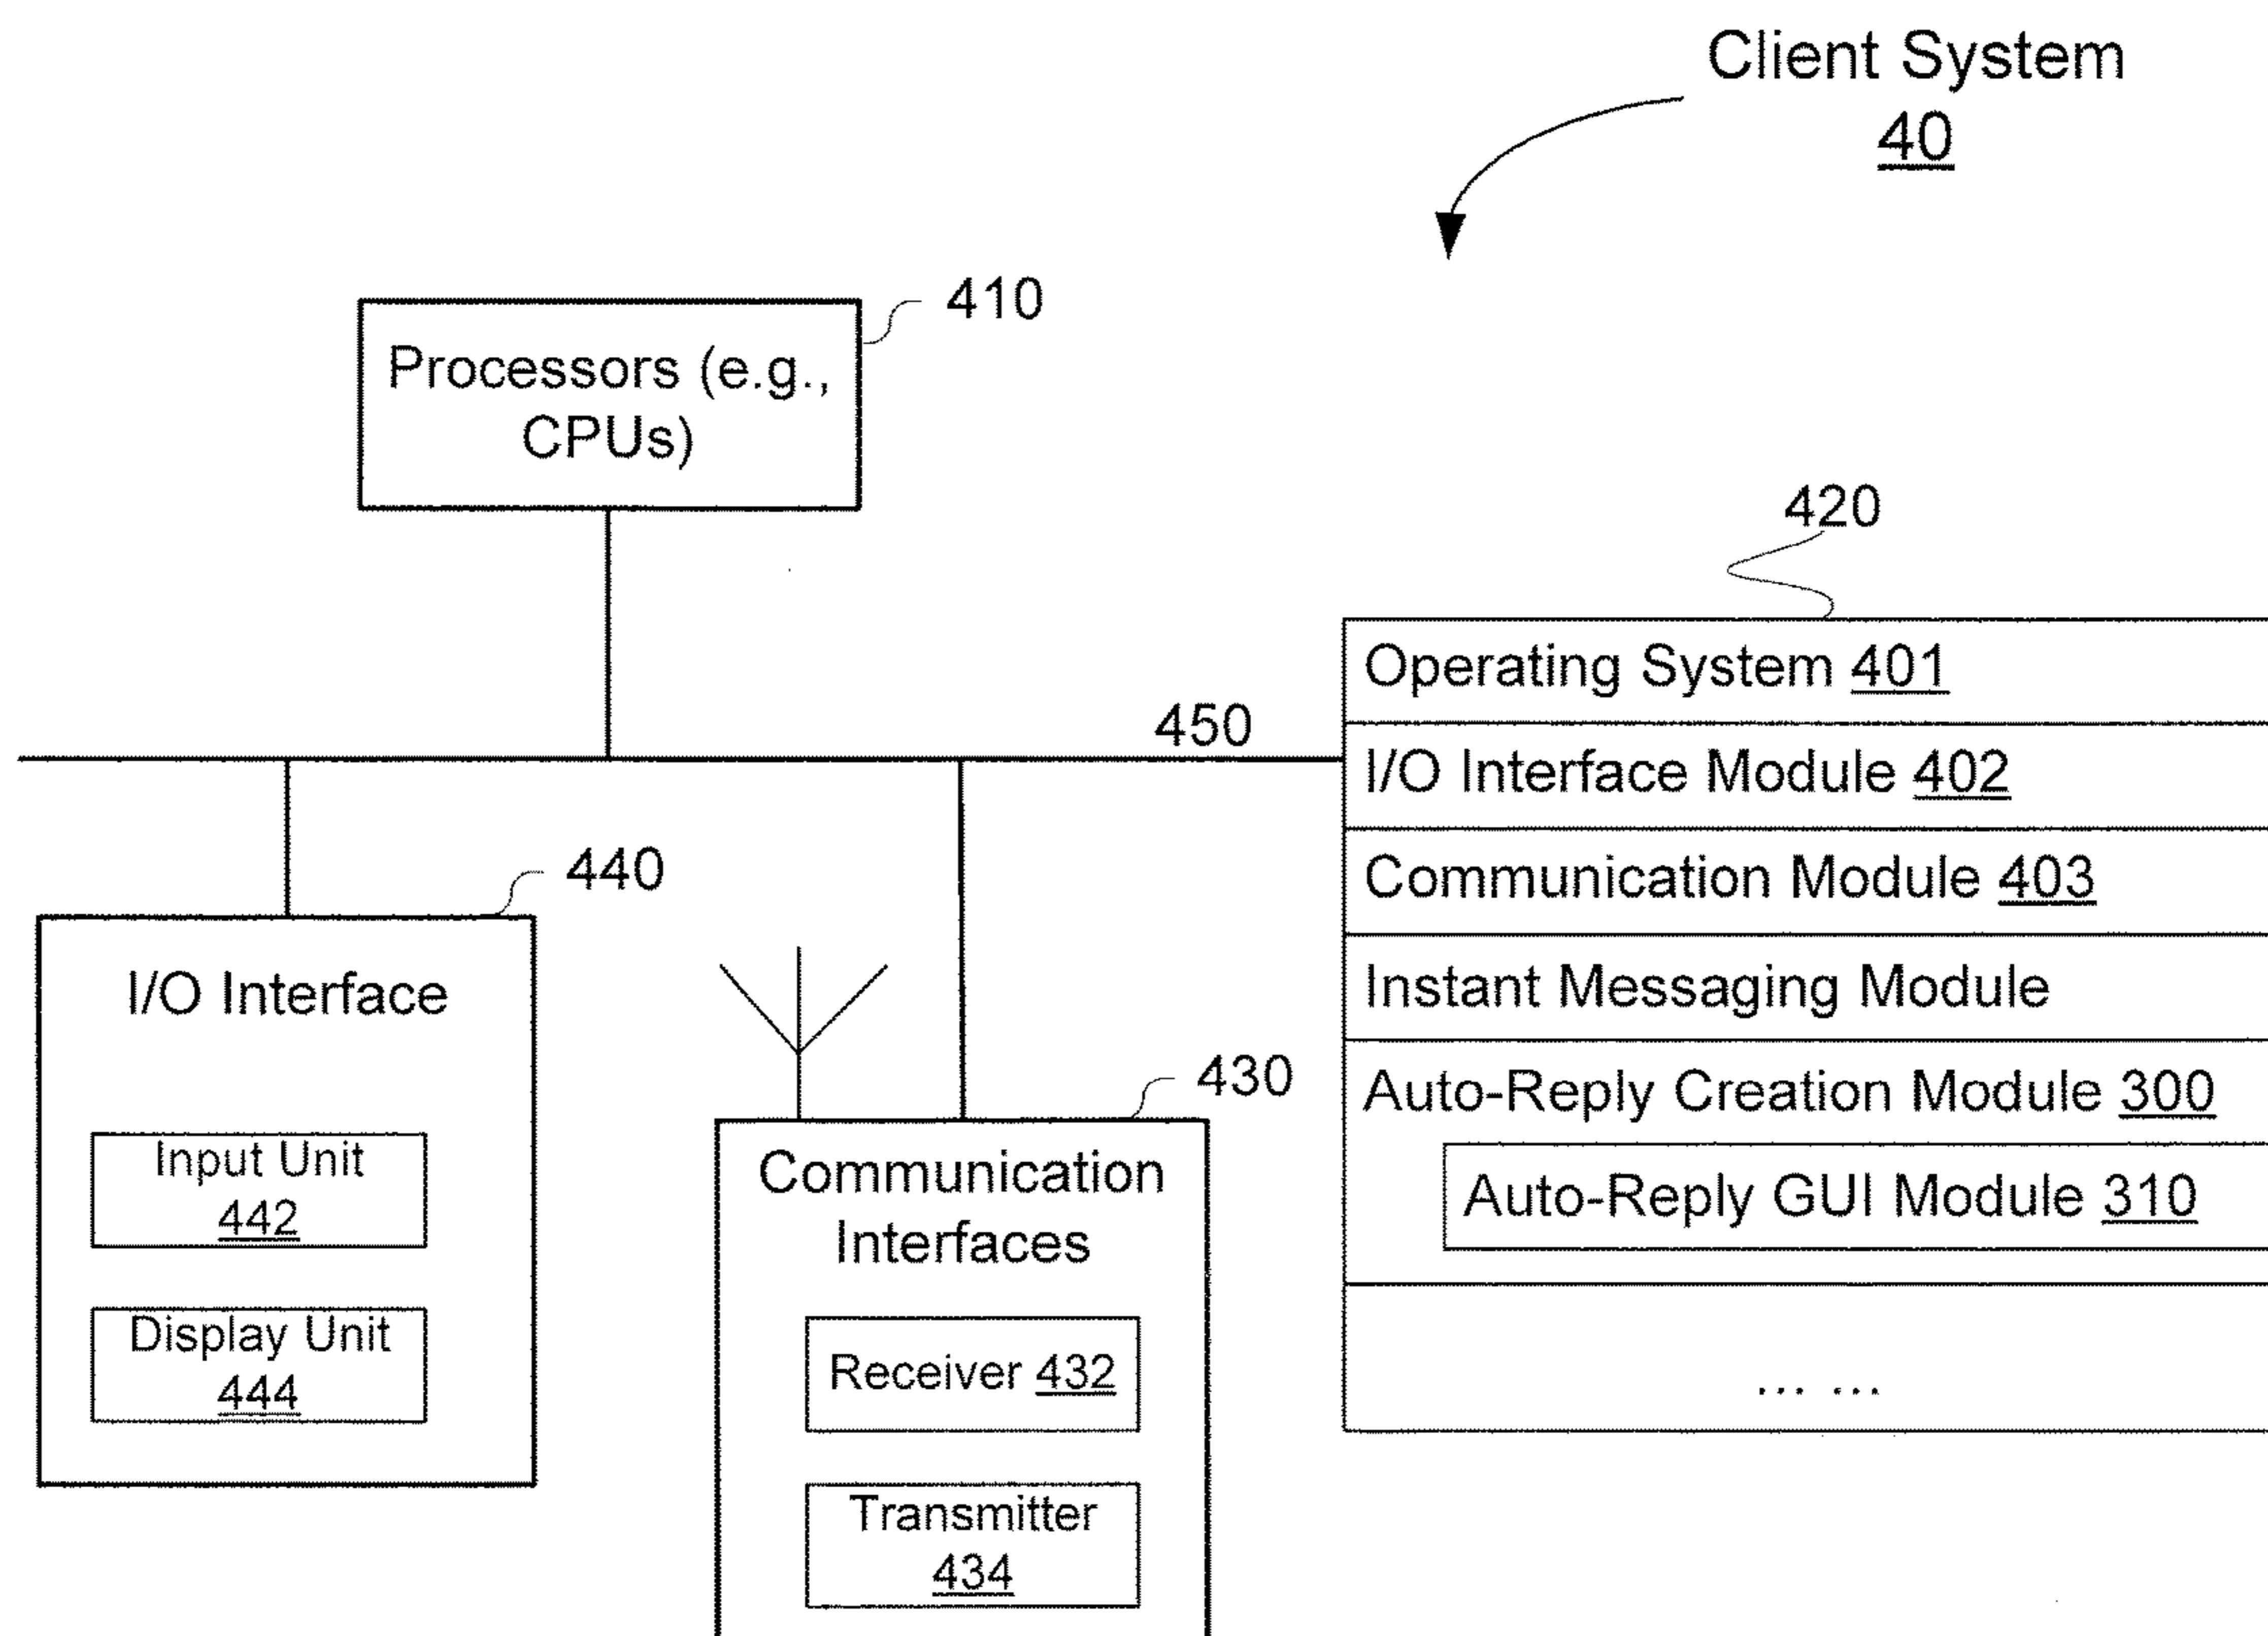 Client System
40
410
Processors (e.g.,
CPUs)
420
Operating System 401
450
I/O Interface Module 402
440
Communication Module 403
I/O Interface
Instant Messaging Module
430
Auto-Reply Creation Module 300
Input Unit
442
Communication
Interfaces
Auto-Reply GUI Module 310
Display Unit
444
Receiver 432
... ...
Transmitter
434